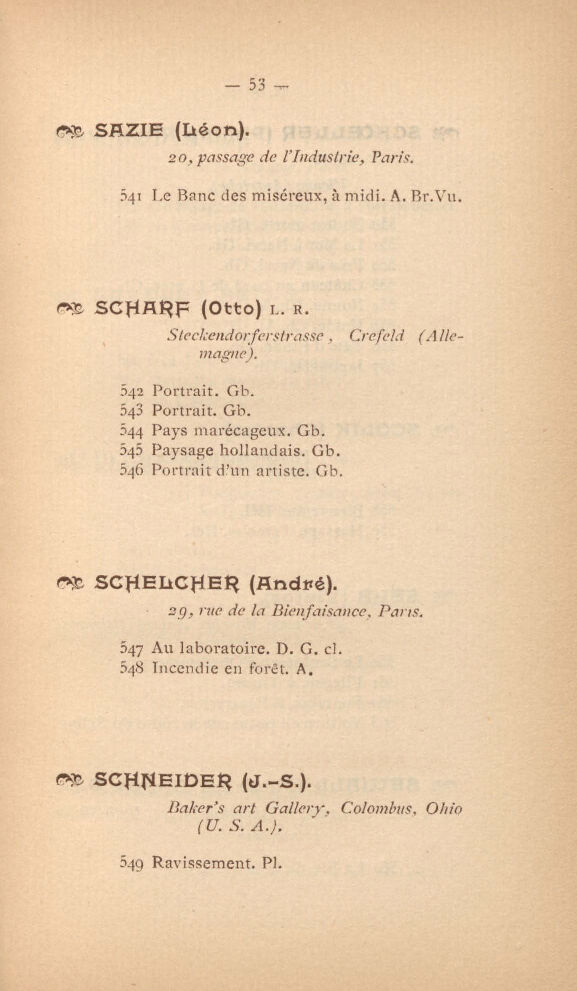 — 53 —
SAZIE (Léon).
20, passage de l'Industrie, Paris.
541 Le Banc des miséreux, à midi. A. Br.Vu.
SCHARF (Otto) L. R.
Steckendorferstrasse, Crefeld (Alle-
magne).
542 Portrait. Gb.
543 Portrait. Gb.
544 Pays marécageux. Gb.
545 Paysage hollandais. Gb.
546 Portrait d'un artiste. Gb.
SCHELCHER (André).
29, rue de la Bienfaisance, Paris.
547 Au laboratoire. D. G. cl.
548 Incendie en forêt. A.
SCHNEIDER (J.-S.).
Baker's art Gallery, Colombus, Ohio
(U. S. A.).
549 Ravissement. Pl.